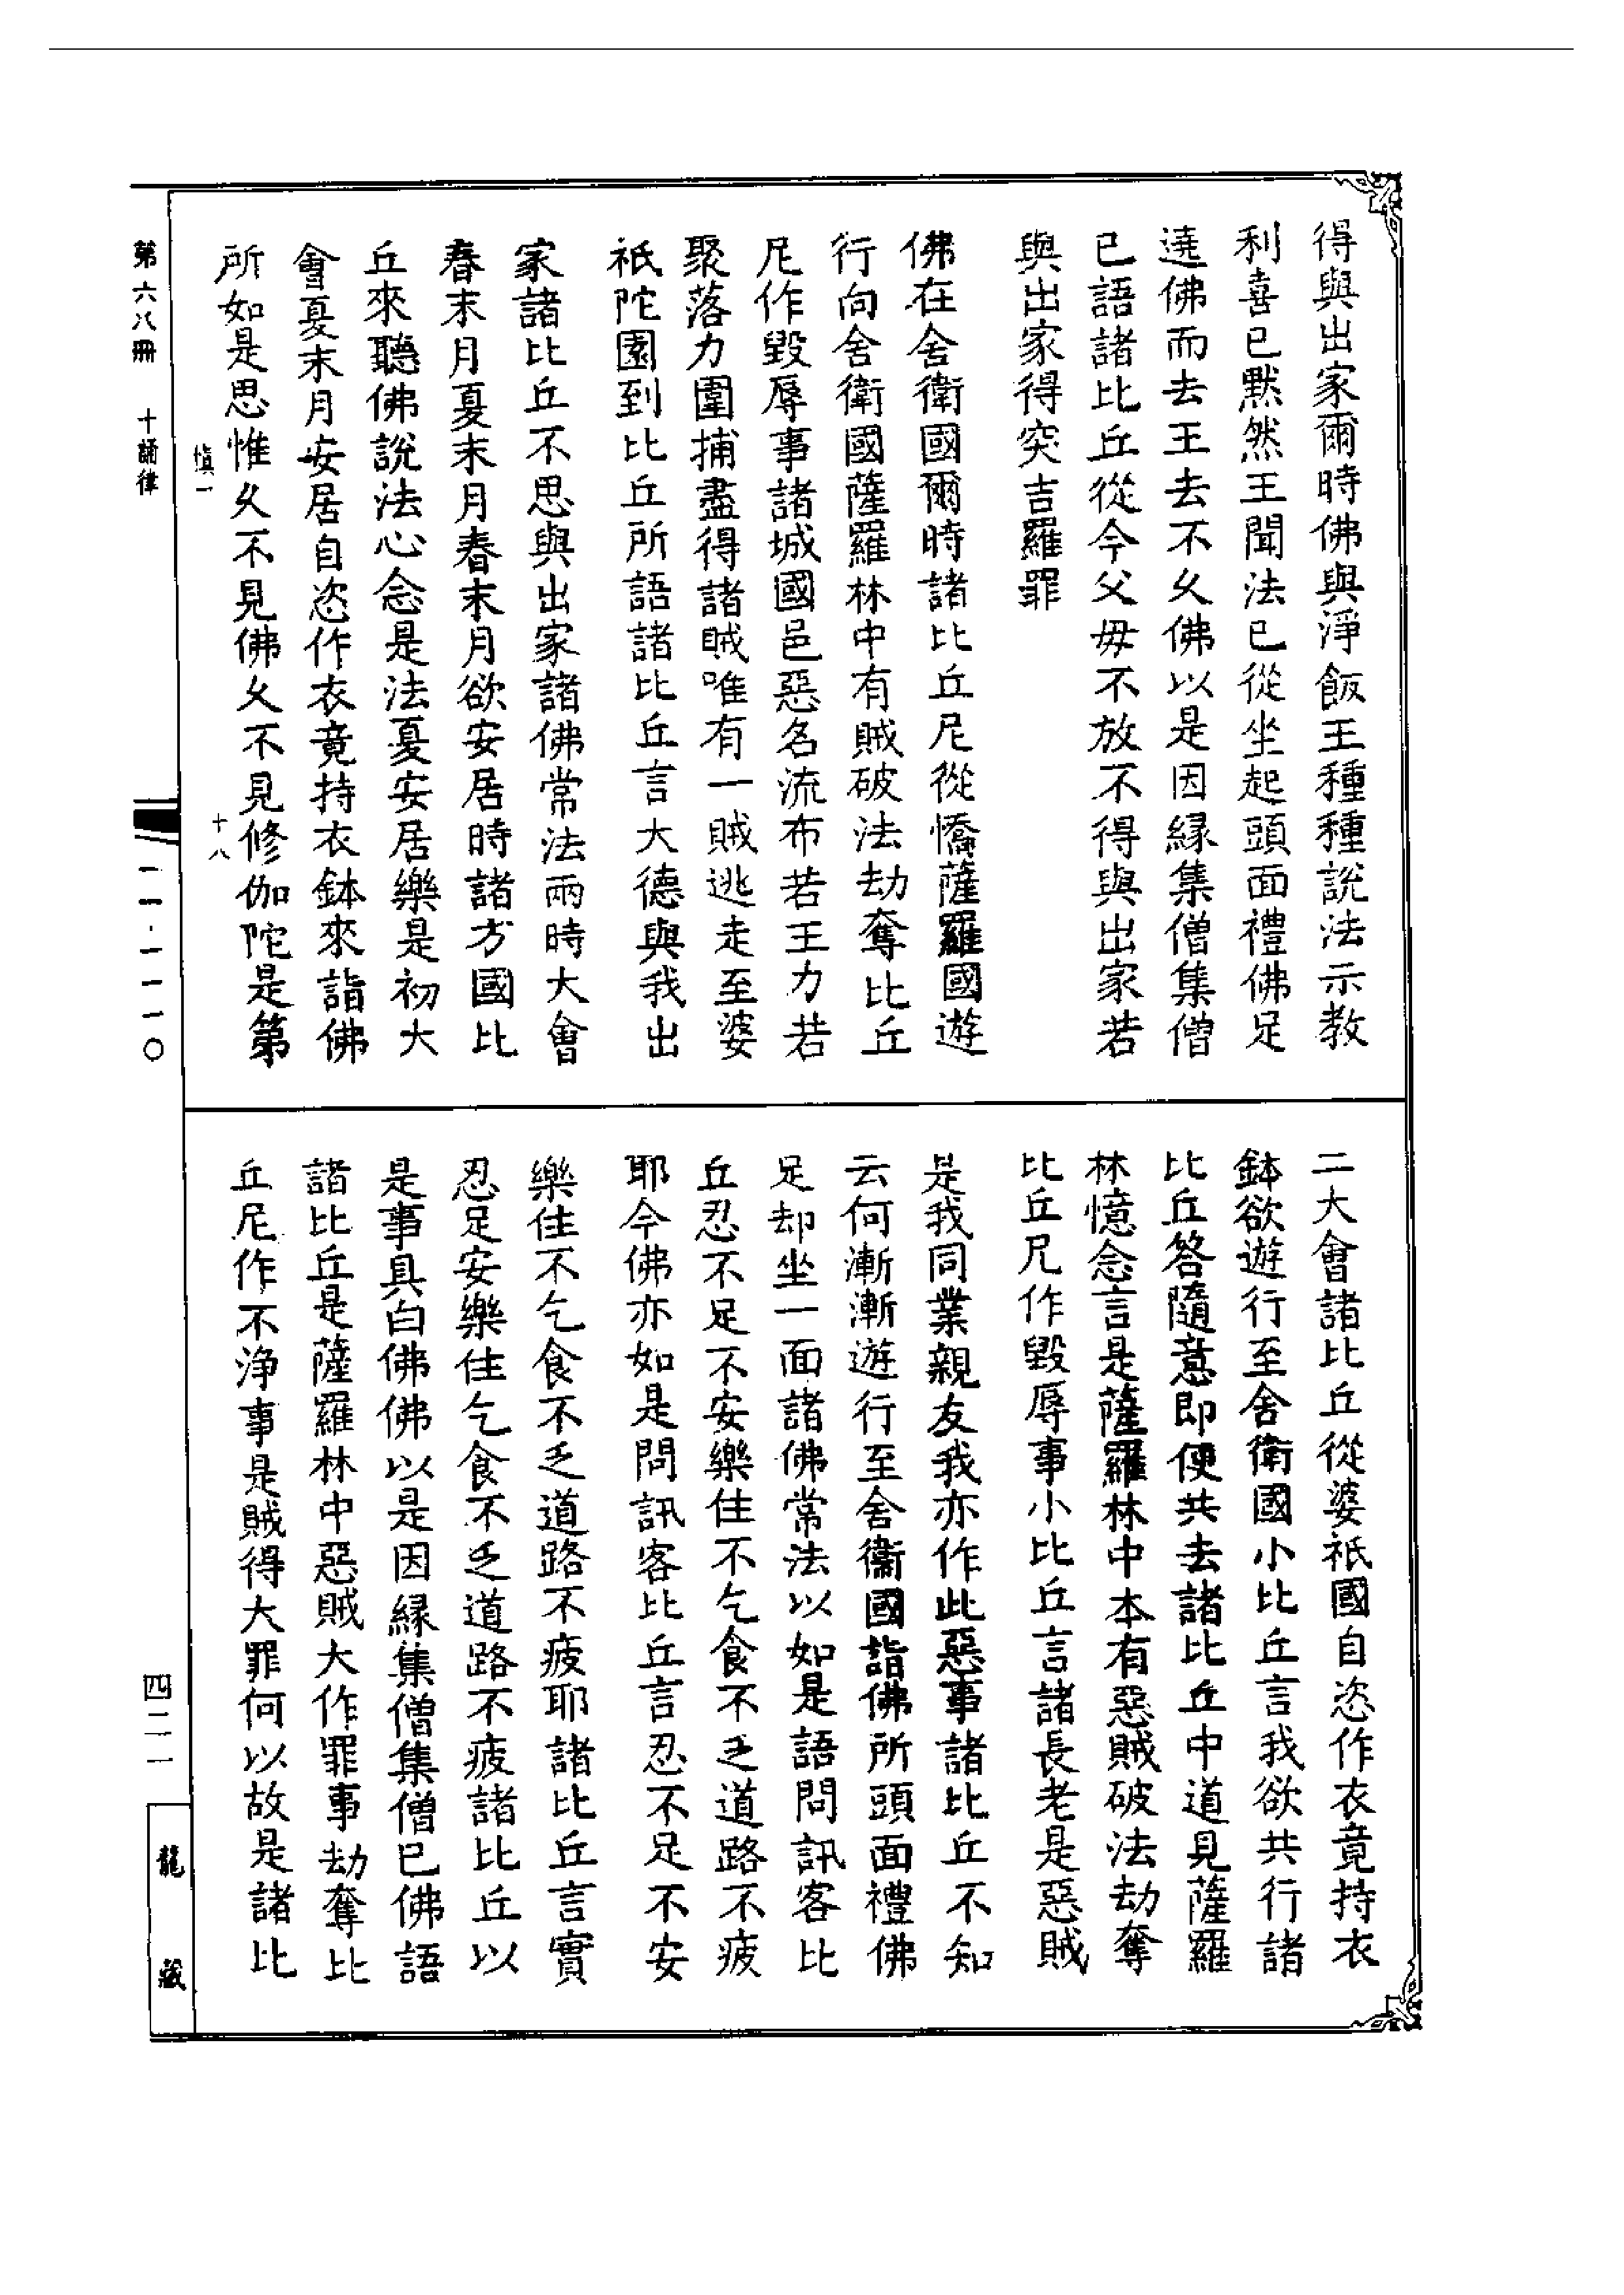 得與出家爾時佛與淨飯王種種說法示教
利喜已默然王聞法已從坐起頭面禮佛足
遶佛而去王去不久佛以是因緣集僧集僧
已語諸比丘從今父毋不放不得與出家若
與出家得突吉羅罪
佛在舍衛國爾時諸比丘尼從憍薩羅國遊
行向舍衛國薩羅林中有賊破法劫奪比丘
尼作毀辱事諸城國邑惡名流布若王力若
聚落力圍捕盡得諸賊唯有一賊逃走至婆
祇陀園到比丘所語諸比丘言大德與我出
家諸比丘不思與出家諸佛常法兩時大會
春末月夏末月春末月欲安居時諸方國比
丘來聽佛說法心念是法夏安居樂是初大
會夏末月安居自恣作衣竟持衣鉢來詣佛
所如是思惟久不見佛久不見修伽陀是第
二大會諸比丘從婆祇國自恣作衣竟持衣
鉢欲遊行至舍衛國小比丘言我欲共行諸
比丘答隨意即便共去諸比丘中道見薩羅
林憶念言是薩羅林中本有惡賊破法劫奪
比丘尼作毀辱事小比丘言諸長老是惡賊
是我同業親友我亦作此惡事諸比丘不知
云何漸漸遊行至舍衞國詣佛所頭面禮佛
足却坐一面諸佛常法以如是語問訊客比
丘忍不足不安樂住不乞食不乏道路不疲
耶今佛亦如是問訊客比丘言忍不足不安
樂住不乞食不乏道路不疲耶諸比丘言實
忍足安樂住乞食不乏道路不疲諸比丘以
是事具白佛佛以是因緣集僧集僧已佛語
諸比丘是薩羅林中惡賊大作罪事劫奪比
丘尼作不淨事是賊得大罪何以故是諸比
第六八冊 十誦律
愼一
十八
一一一一一〇
四二一
龍藏